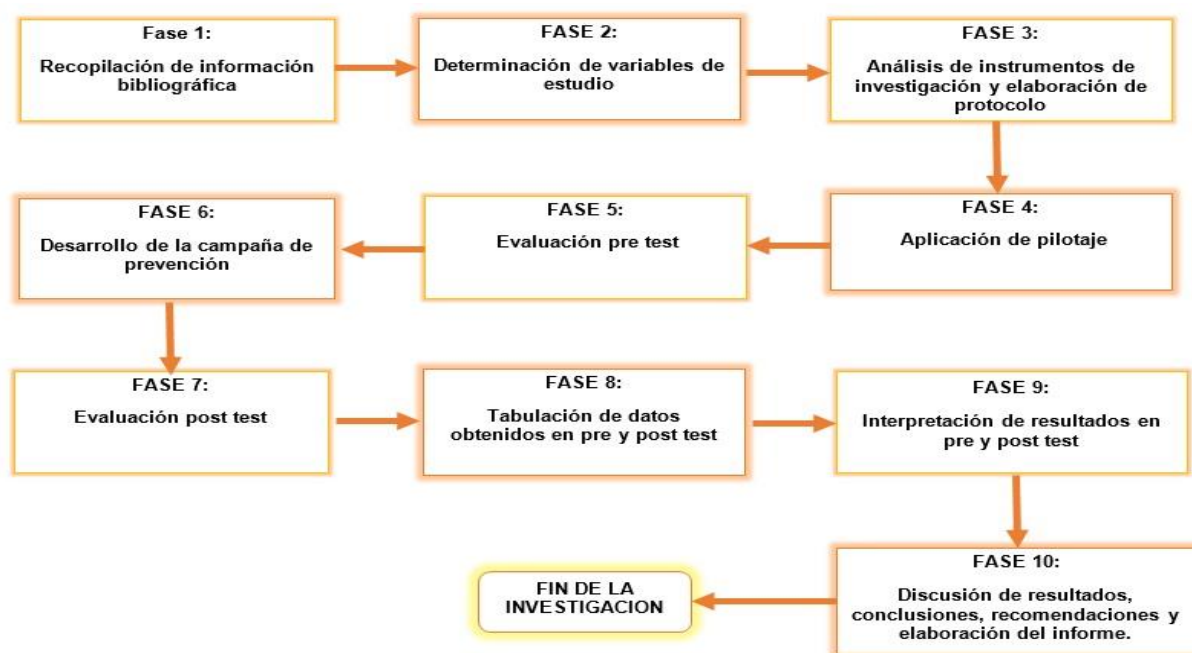 Fase 1:
Recopilación de información
bibliográfica
FASE 2:
Determinación de variables de
estudio
FASE 3:
Análisis de instrumentos de
investigación y elaboración de
protocolo
FASE 4:
Aplicación de pilotaje
FASE 5:
Evaluación pre test
FASE 6:
Desarrollo de la campaña de
prevención
FASE 7:
Evaluación post test
FASE 8:
Tabulación de datos
obtenidos en pre y post test
FASE 9:
Interpretación de resultados en
pre y post test
FASE 10:
Discusión de resultados,
conclusiones, recomendaciones y
elaboración del informe.
FIN DE LA
INVESTIGACION